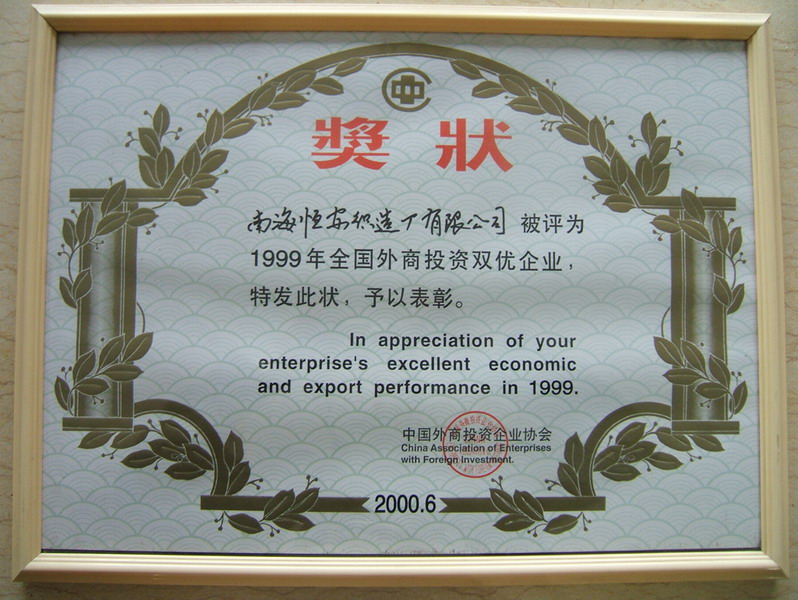 中
獎 狀
南海恒安织造厂有限公司 被评为
1999年全国外商投资双优企业，
特发此状，予以表彰。
In appreciation of your
enterprise's excellent economic
and export performance in 1999.
中国外商投资企业协会
China Association of Enterprises
with Foreign Investment.
2000.6